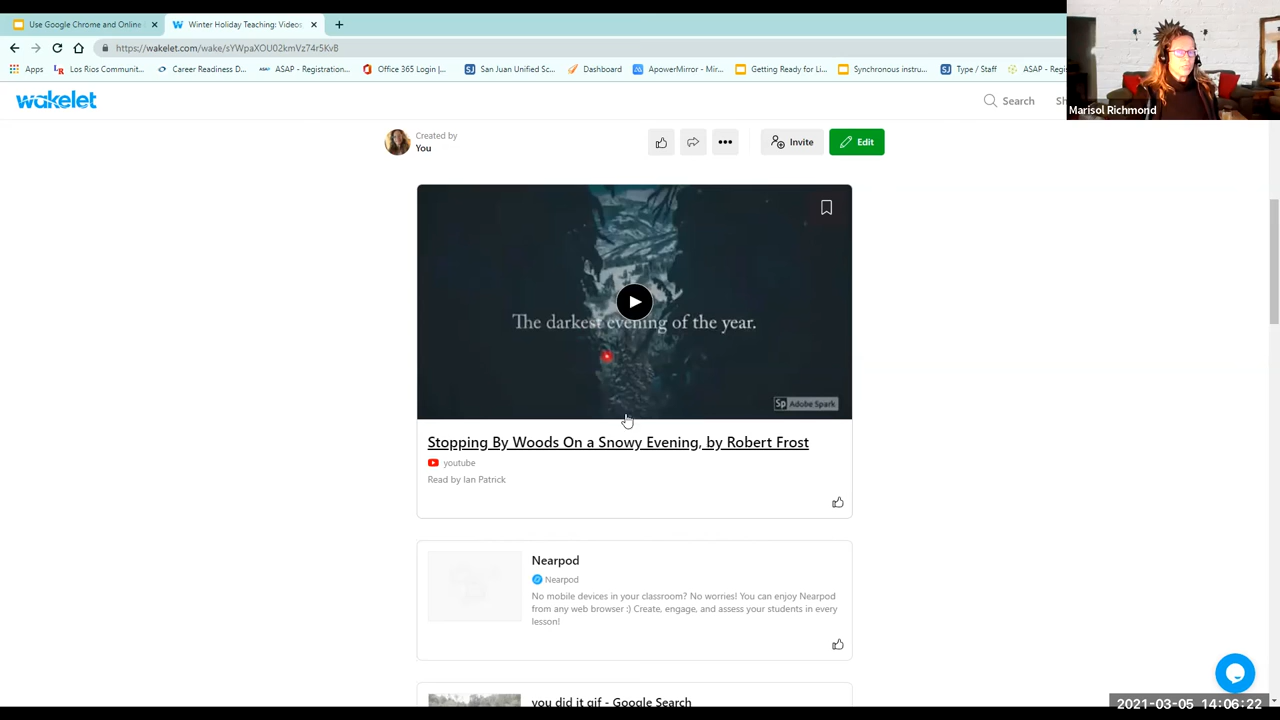 Use Google Chrome and Online
Winter Holiday Teaching: Videos
https://wakelet.com/wake/sYWpaXOU02kmVz74r5KvB
Apps
Los Rios Communit...
Career Readiness D...
ASAP - Registration...
Office 365 Login |...
San Juan Unified Sc...
Dashboard
ApowerMirror - Mir...
Getting Ready for Li...
Synchronous instru...
Type / Staff
ASAP - Regis
Marisol Richmond
wakelet
Search
Sh
Created by
You
Invite
Edit
The darkest evening of the year.
Sp Adobe Spark
Stopping By Woods On a Snowy Evening, by Robert Frost
youtube
Read by Ian Patrick
Nearpod
Nearpod
No mobile devices in your classroom? No worries! You can enjoy Nearpod
from any web browser :) Create, engage, and assess your students in every
lesson!
you did it gif - Google Search
2021-03-05 14:06:22